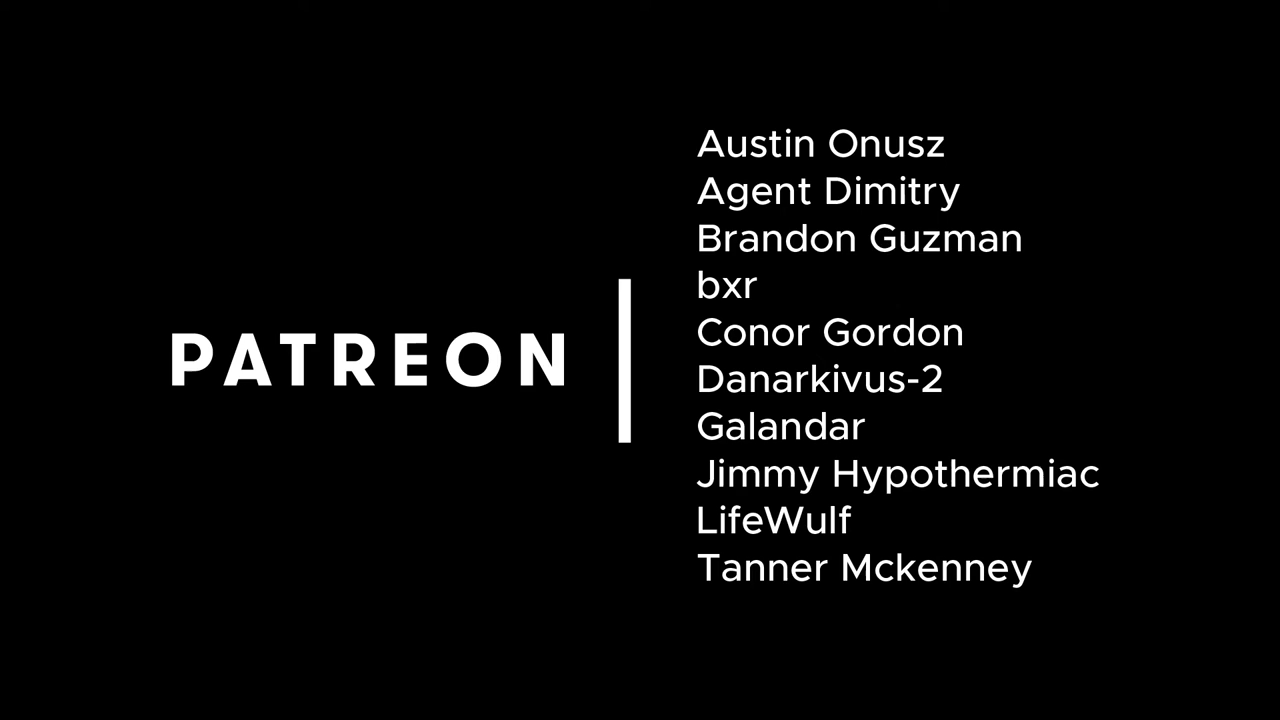 PATREON
Austin Onusz
Agent Dimitry
Brandon Guzman
bxr
Conor Gordon
Danarkivus-2
Galandar
Jimmy Hypothermiac
LifeWulf
Tanner Mckenney